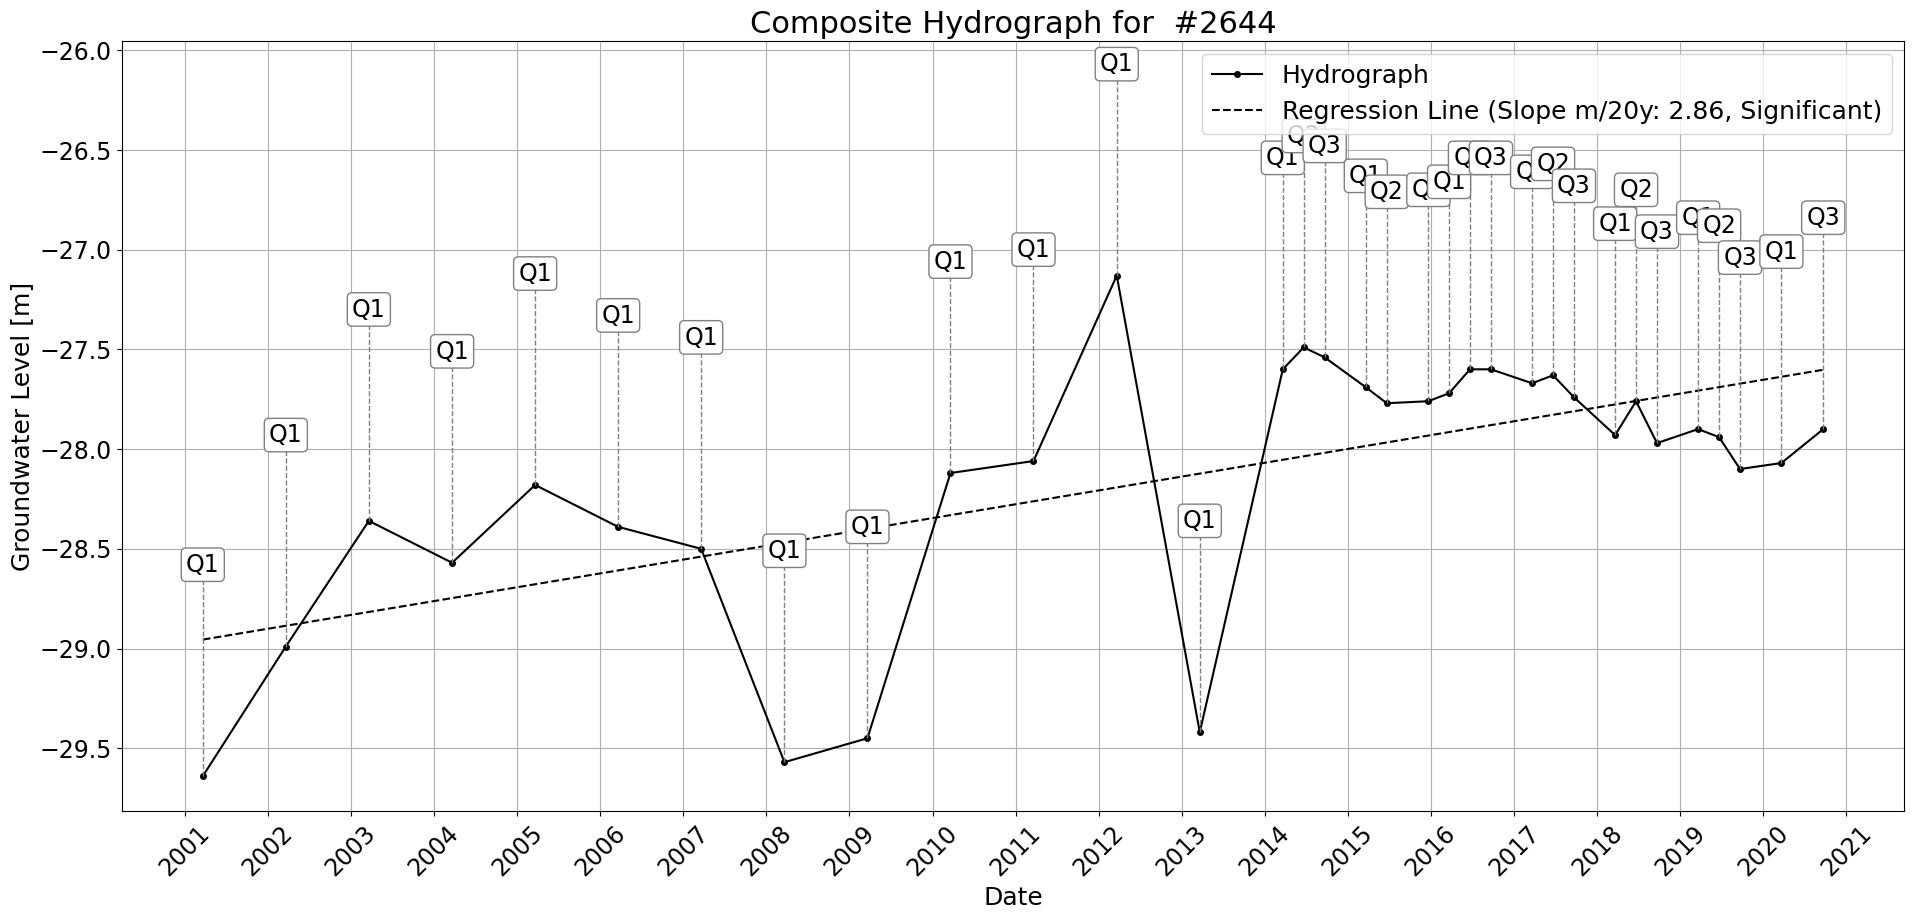 Composite Hydrograph for #2644
Hydrograph
Regression Line (Slope m/20y: 2.86, Significant)
Groundwater Level [m]
−26.0
−26.5
−27.0
−27.5
−28.0
−28.5
−29.0
−29.5
Q1
Q1
Q1
Q1
Q1
Q1
Q1
Q1
Q1
Q1
Q1
Q1
Q1
Q1
Q3
Q1
Q2
Q1
Q3
Q2
Q3
Q1
Q2
Q3
Q2
Q3
Q1
Q3
2001
2002
2003
2004
2005
2006
2007
2008
2009
2010
2011
2012
2013
2014
2015
2016
2017
2018
2019
2020
2021
Date